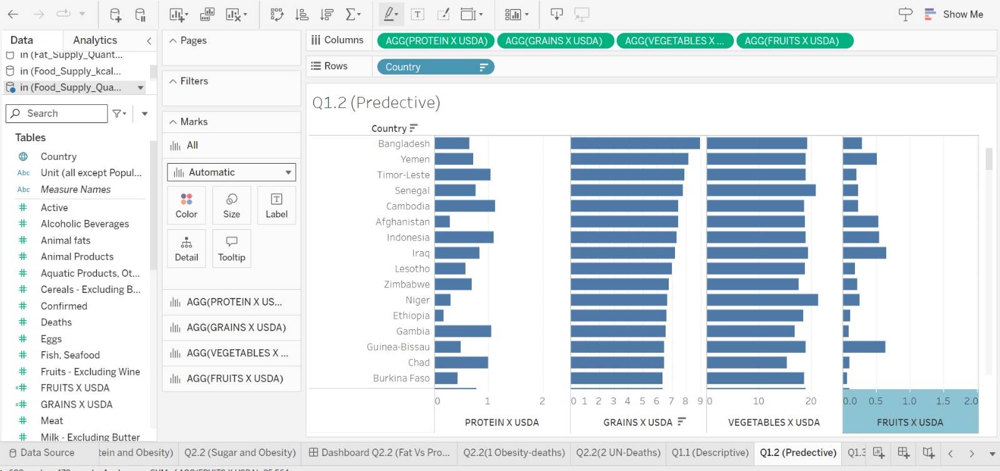 Show Me
Data
Analytics
in (Fat_Supply_Quant...
in (Food_Supply_kcal...
in (Food_Supply_Qua...
Search
Tables
Country
Abc Unit (all except Popul...
Abc Measure Names
Active
Alcoholic Beverages
Animal fats
Animal Products
Aquatic Products, Ot...
Cereals - Excluding B...
Confirmed
Deaths
Eggs
Fish, Seafood
Fruits - Excluding Wine
FRUITS X USDA
GRAINS X USDA
Meat
Milk - Excluding Butter
Pages
Filters
Marks
All
Automatic
Color
Size
Label
Detail
Tooltip
AGG(PROTEIN X US...
AGG(GRAINS X USDA)
AGG(VEGETABLES X ...
AGG(FRUITS X USDA)
Columns
AGG(PROTEIN X USDA)
AGG(GRAINS X USDA)
AGG(VEGETABLES X ...
AGG(FRUITS X USDA)
Rows
Country
Q1.2 (Predective)
Country
Bangladesh
Yemen
Timor-Leste
Senegal
Cambodia
Afghanistan
Indonesia
Iraq
Lesotho
Zimbabwe
Niger
Ethiopia
Gambia
Guinea-Bissau
Chad
Burkina Faso
0 1 2
0 1 2 3 4 5 6 7 8 9
0 10 20
0.0 0.5 1.0 1.5 2.0
PROTEIN X USDA
GRAINS X USDA
VEGETABLES X USDA
FRUITS X USDA
Data Source
tein and Obesity)
Q2.2 (Sugar and Obesity)
Dashboard Q2.2 (Fat Vs Pro...
Q2.2(1 Obesity-deaths)
Q2.2(2 UN-Deaths)
Q1.1 (Descriptive)
Q1.2 (Predective)
Q1.3